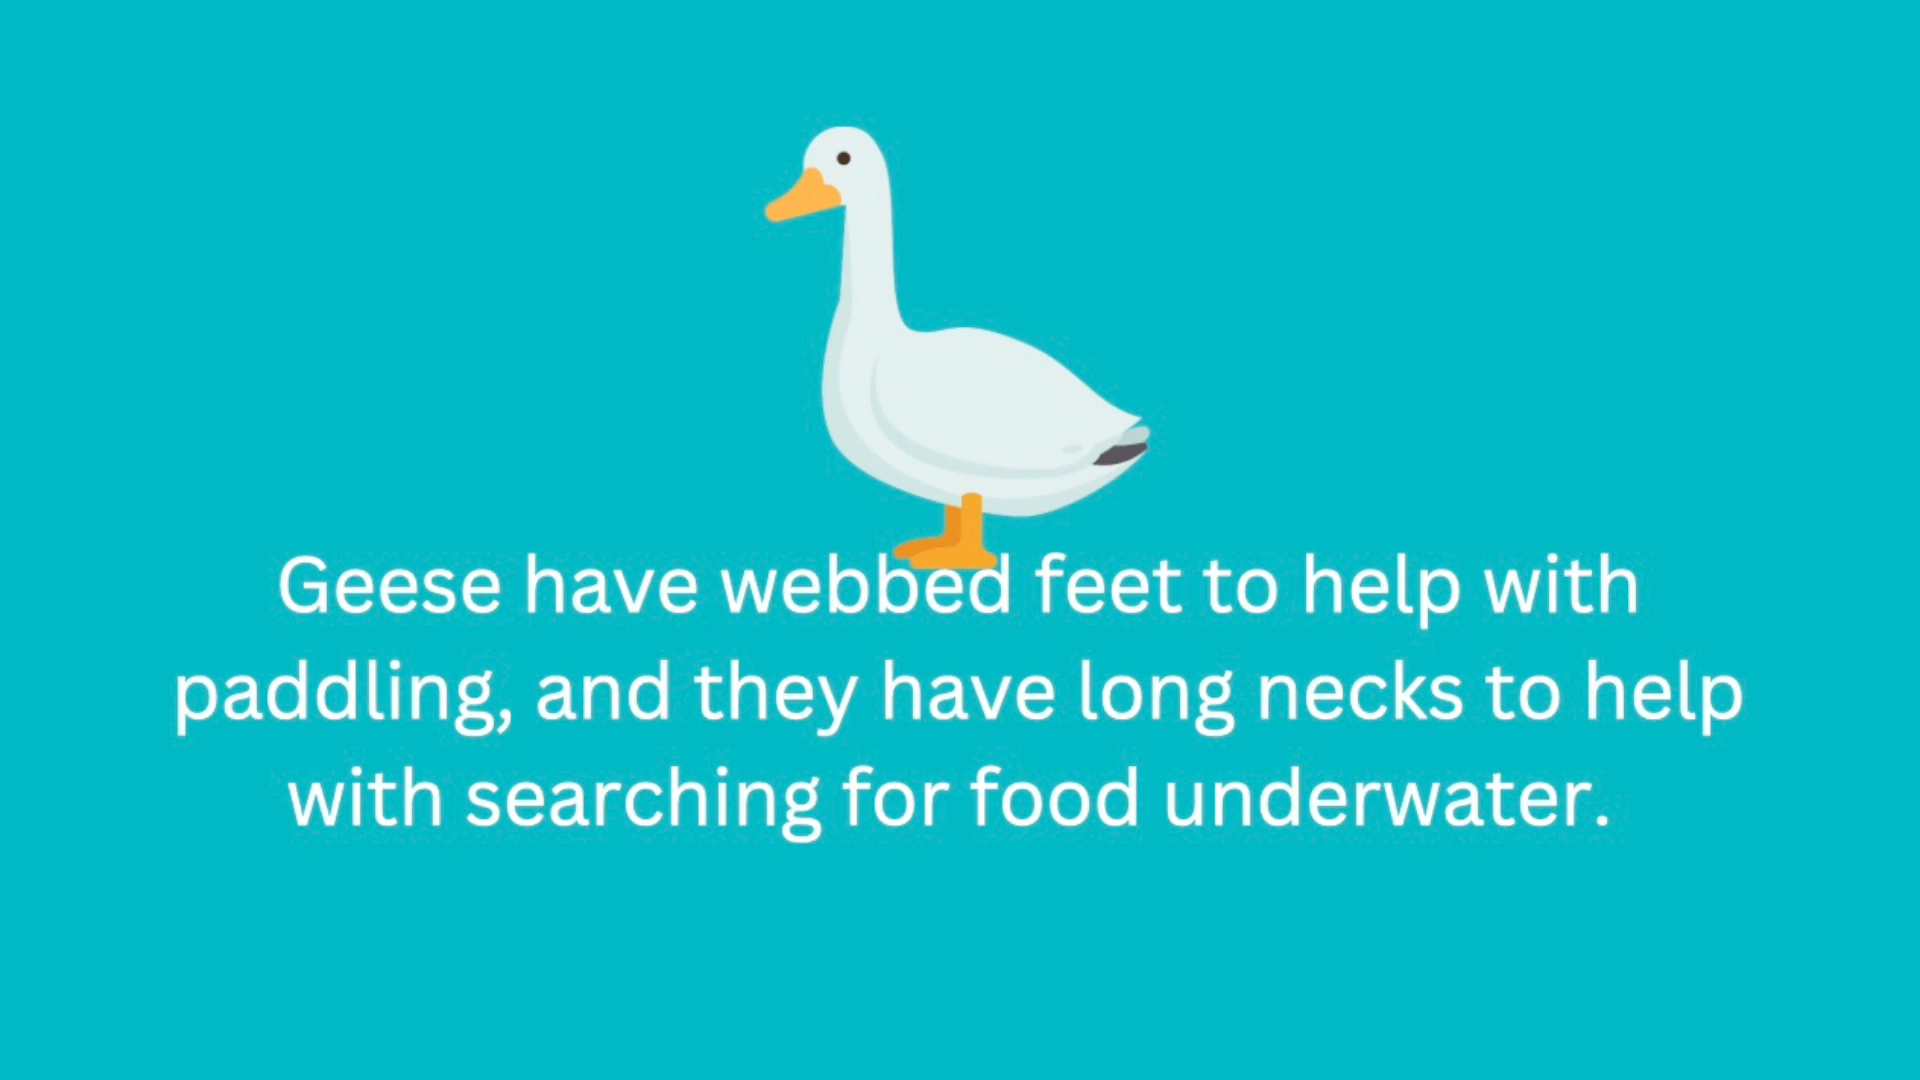 Geese have webbed feet to help with
paddling, and they have long necks to help
with searching for food underwater.